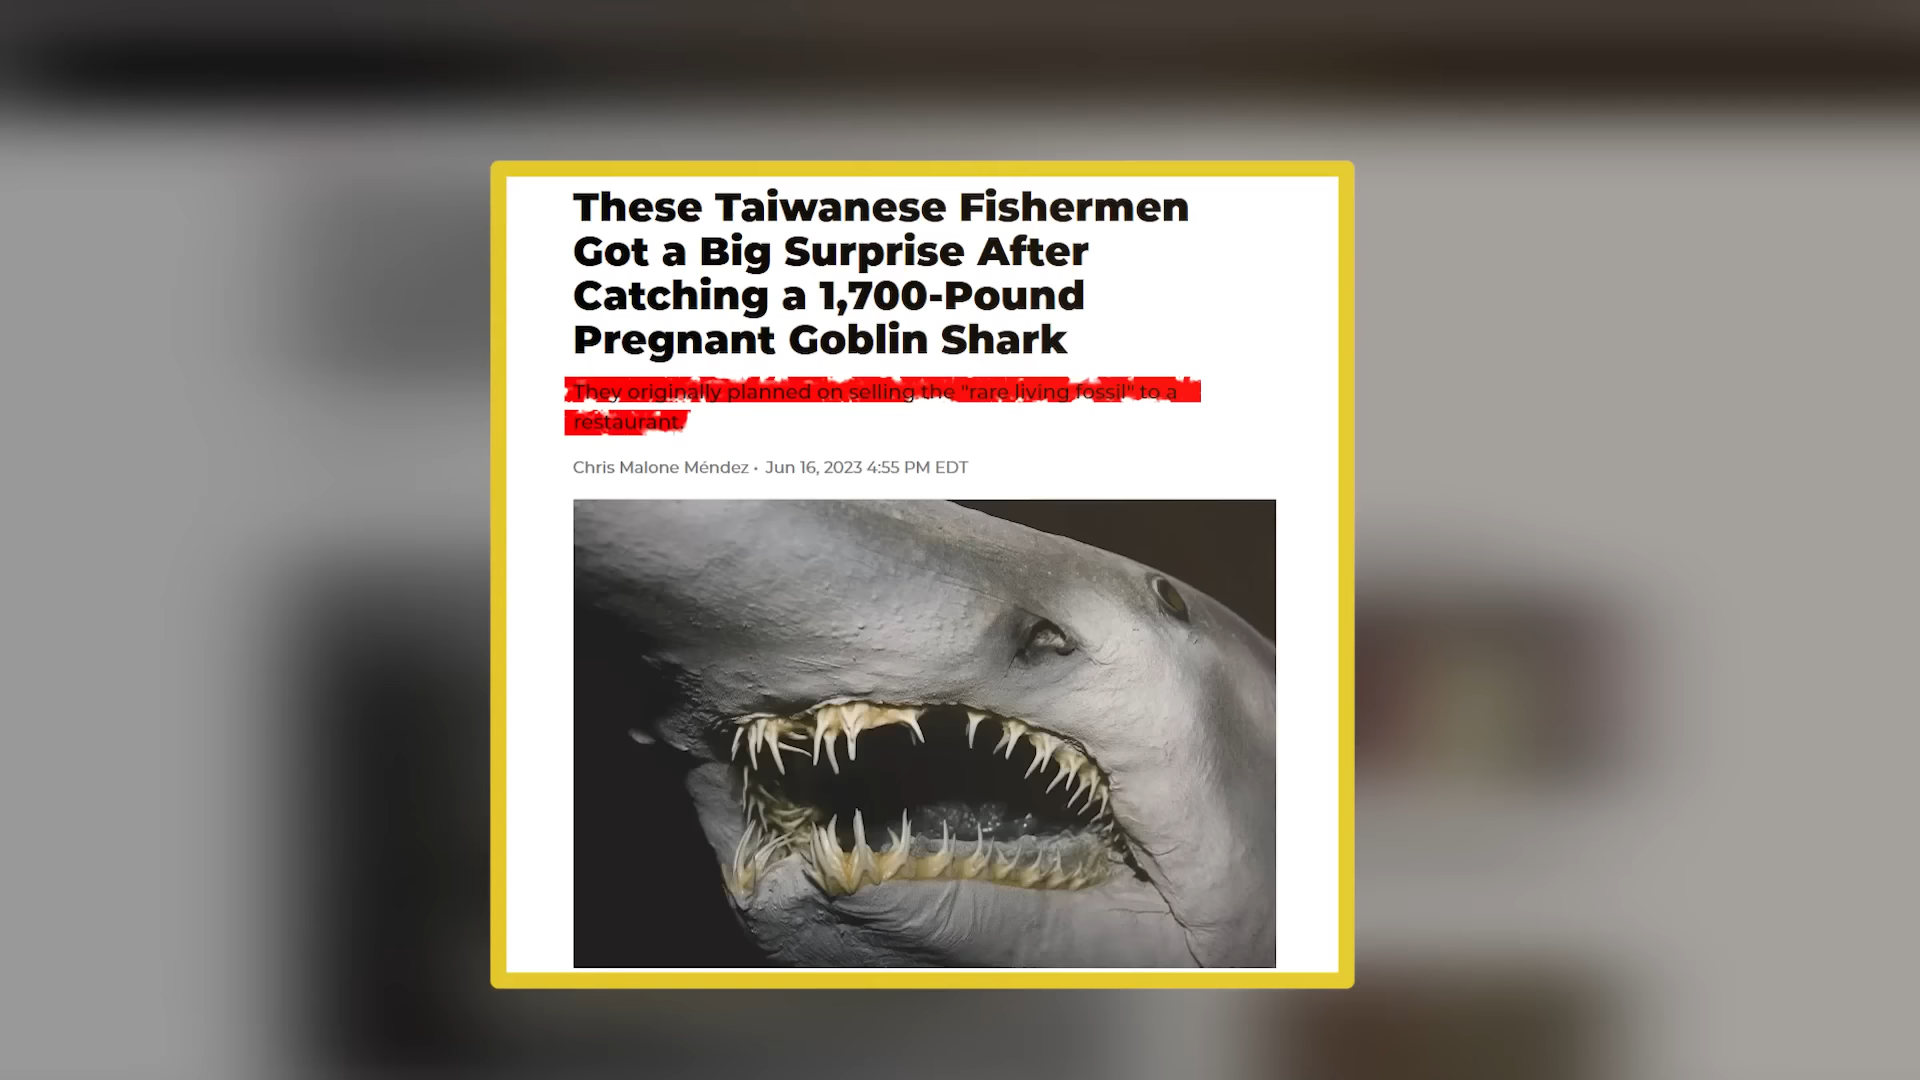 These Taiwanese Fishermen
Got a Big Surprise After
Catching a 1,700-Pound
Pregnant Goblin Shark
They originally planned on selling the "rare living fossil" to a
restaurant.
Chris Malone Méndez • Jun 16, 2023 4:55 PM EDT